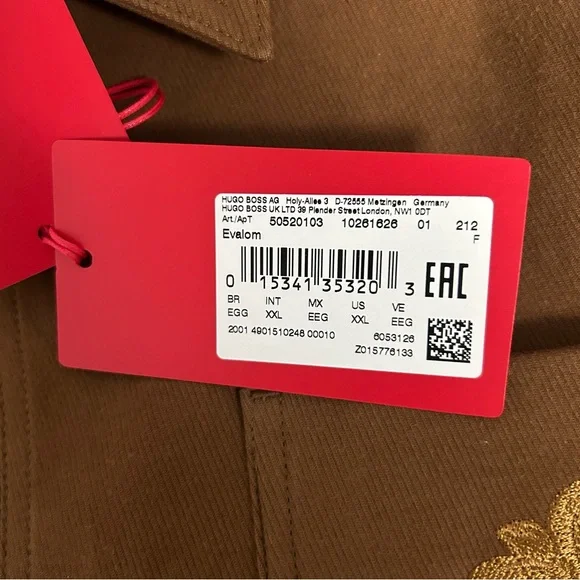 HUGO BOSS AG Holy-Allee 3 D-72555 Metzingen Germany
HUGO BOSS UK LTD 39 Plender Street London, NW1 0DT
Art./ApT 50520103 10261626 01 212
Evalom F
0 15341 35320 3 EAC
BR INT MX US VE
EGG XXL EEG XXL EEG
2001 4901510246 00010 6053126
Z015776133